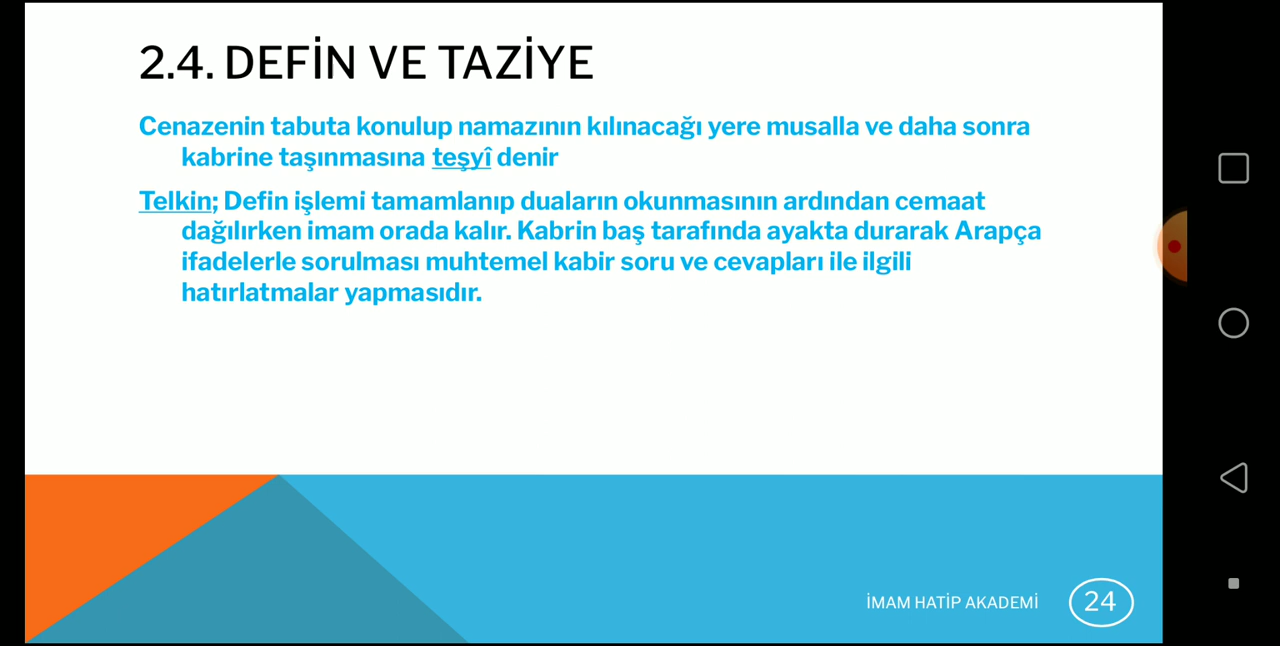 2.4. DEFİN VE TAZİYE
Cenazenin tabuta konulup namazının kılınacağı yere musalla ve daha sonra
kabrine taşınmasına teşyî denir
Telkin; Defin işlemi tamamlanıp duaların okunmasının ardından cemaat
dağılırken imam orada kalır. Kabrin baş tarafında ayakta durarak Arapça
ifadelerle sorulması muhtemel kabir soru ve cevapları ile ilgili
hatırlatmalar yapmasıdır.
İMAM HATİP AKADEMİ
24